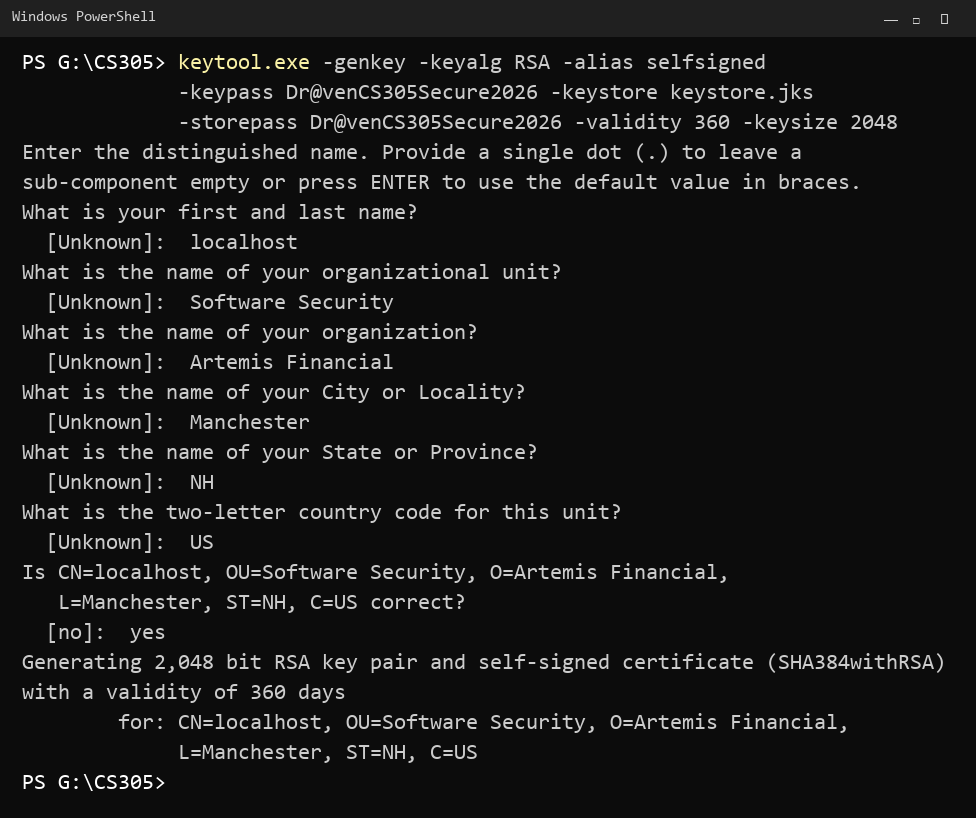 Windows PowerShell
PS G:\CS305> keytool.exe -genkey -keyalg RSA -alias selfsigned
-keypass Dr@venCS305Secure2026 -keystore keystore.jks
-storepass Dr@venCS305Secure2026 -validity 360 -keysize 2048
Enter the distinguished name. Provide a single dot (.) to leave a
sub-component empty or press ENTER to use the default value in braces.
What is your first and last name?
[Unknown]:  localhost
What is the name of your organizational unit?
[Unknown]:  Software Security
What is the name of your organization?
[Unknown]:  Artemis Financial
What is the name of your City or Locality?
[Unknown]:  Manchester
What is the name of your State or Province?
[Unknown]:  NH
What is the two-letter country code for this unit?
[Unknown]:  US
Is CN=localhost, OU=Software Security, O=Artemis Financial,
L=Manchester, ST=NH, C=US correct?
[no]:  yes
Generating 2,048 bit RSA key pair and self-signed certificate (SHA384withRSA)
with a validity of 360 days
for: CN=localhost, OU=Software Security, O=Artemis Financial,
L=Manchester, ST=NH, C=US
PS G:\CS305>